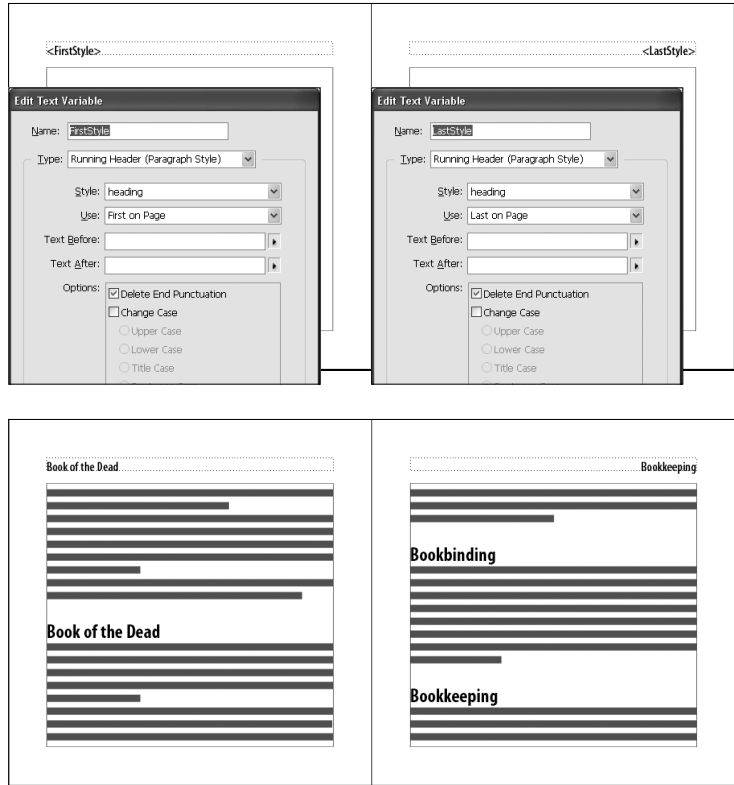 <FirstStyle>
Edit Text Variable
Name: FirstStyle
Type: Running Header (Paragraph Style)
Style: heading
Use: First on Page
Text Before:
Text After:
Options: Delete End Punctuation
Change Case
Upper Case
Lower Case
Title Case
<LastStyle>
Edit Text Variable
Name: LastStyle
Type: Running Header (Paragraph Style)
Style: heading
Use: Last on Page
Text Before:
Text After:
Options: Delete End Punctuation
Change Case
Upper Case
Lower Case
Title Case
Book of the Dead
Book of the Dead
Bookkeeping
Bookbinding
Bookkeeping